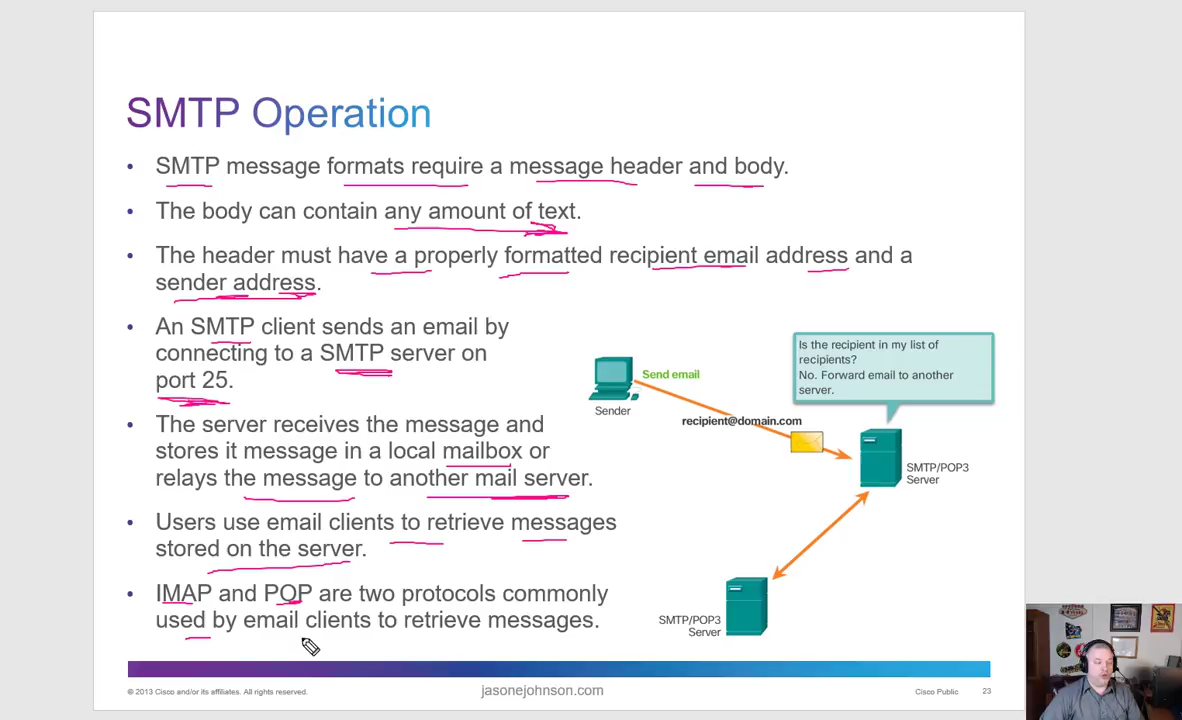 SMTP Operation
• SMTP message formats require a message header and body.
• The body can contain any amount of text.
• The header must have a properly formatted recipient email address and a
sender address.
• An SMTP client sends an email by
connecting to a SMTP server on
port 25.
• The server receives the message and
stores it message in a local mailbox or
relays the message to another mail server.
• Users use email clients to retrieve messages
stored on the server.
• IMAP and POP are two protocols commonly
used by email clients to retrieve messages.
Is the recipient in my list of
recipients?
No. Forward email to another
server.
Send email
Sender
recipient@domain.com
SMTP/POP3
Server
SMTP/POP3
Server
© 2013 Cisco and/or its affiliates. All rights reserved.
jasonejohnson.com
Cisco Public
23